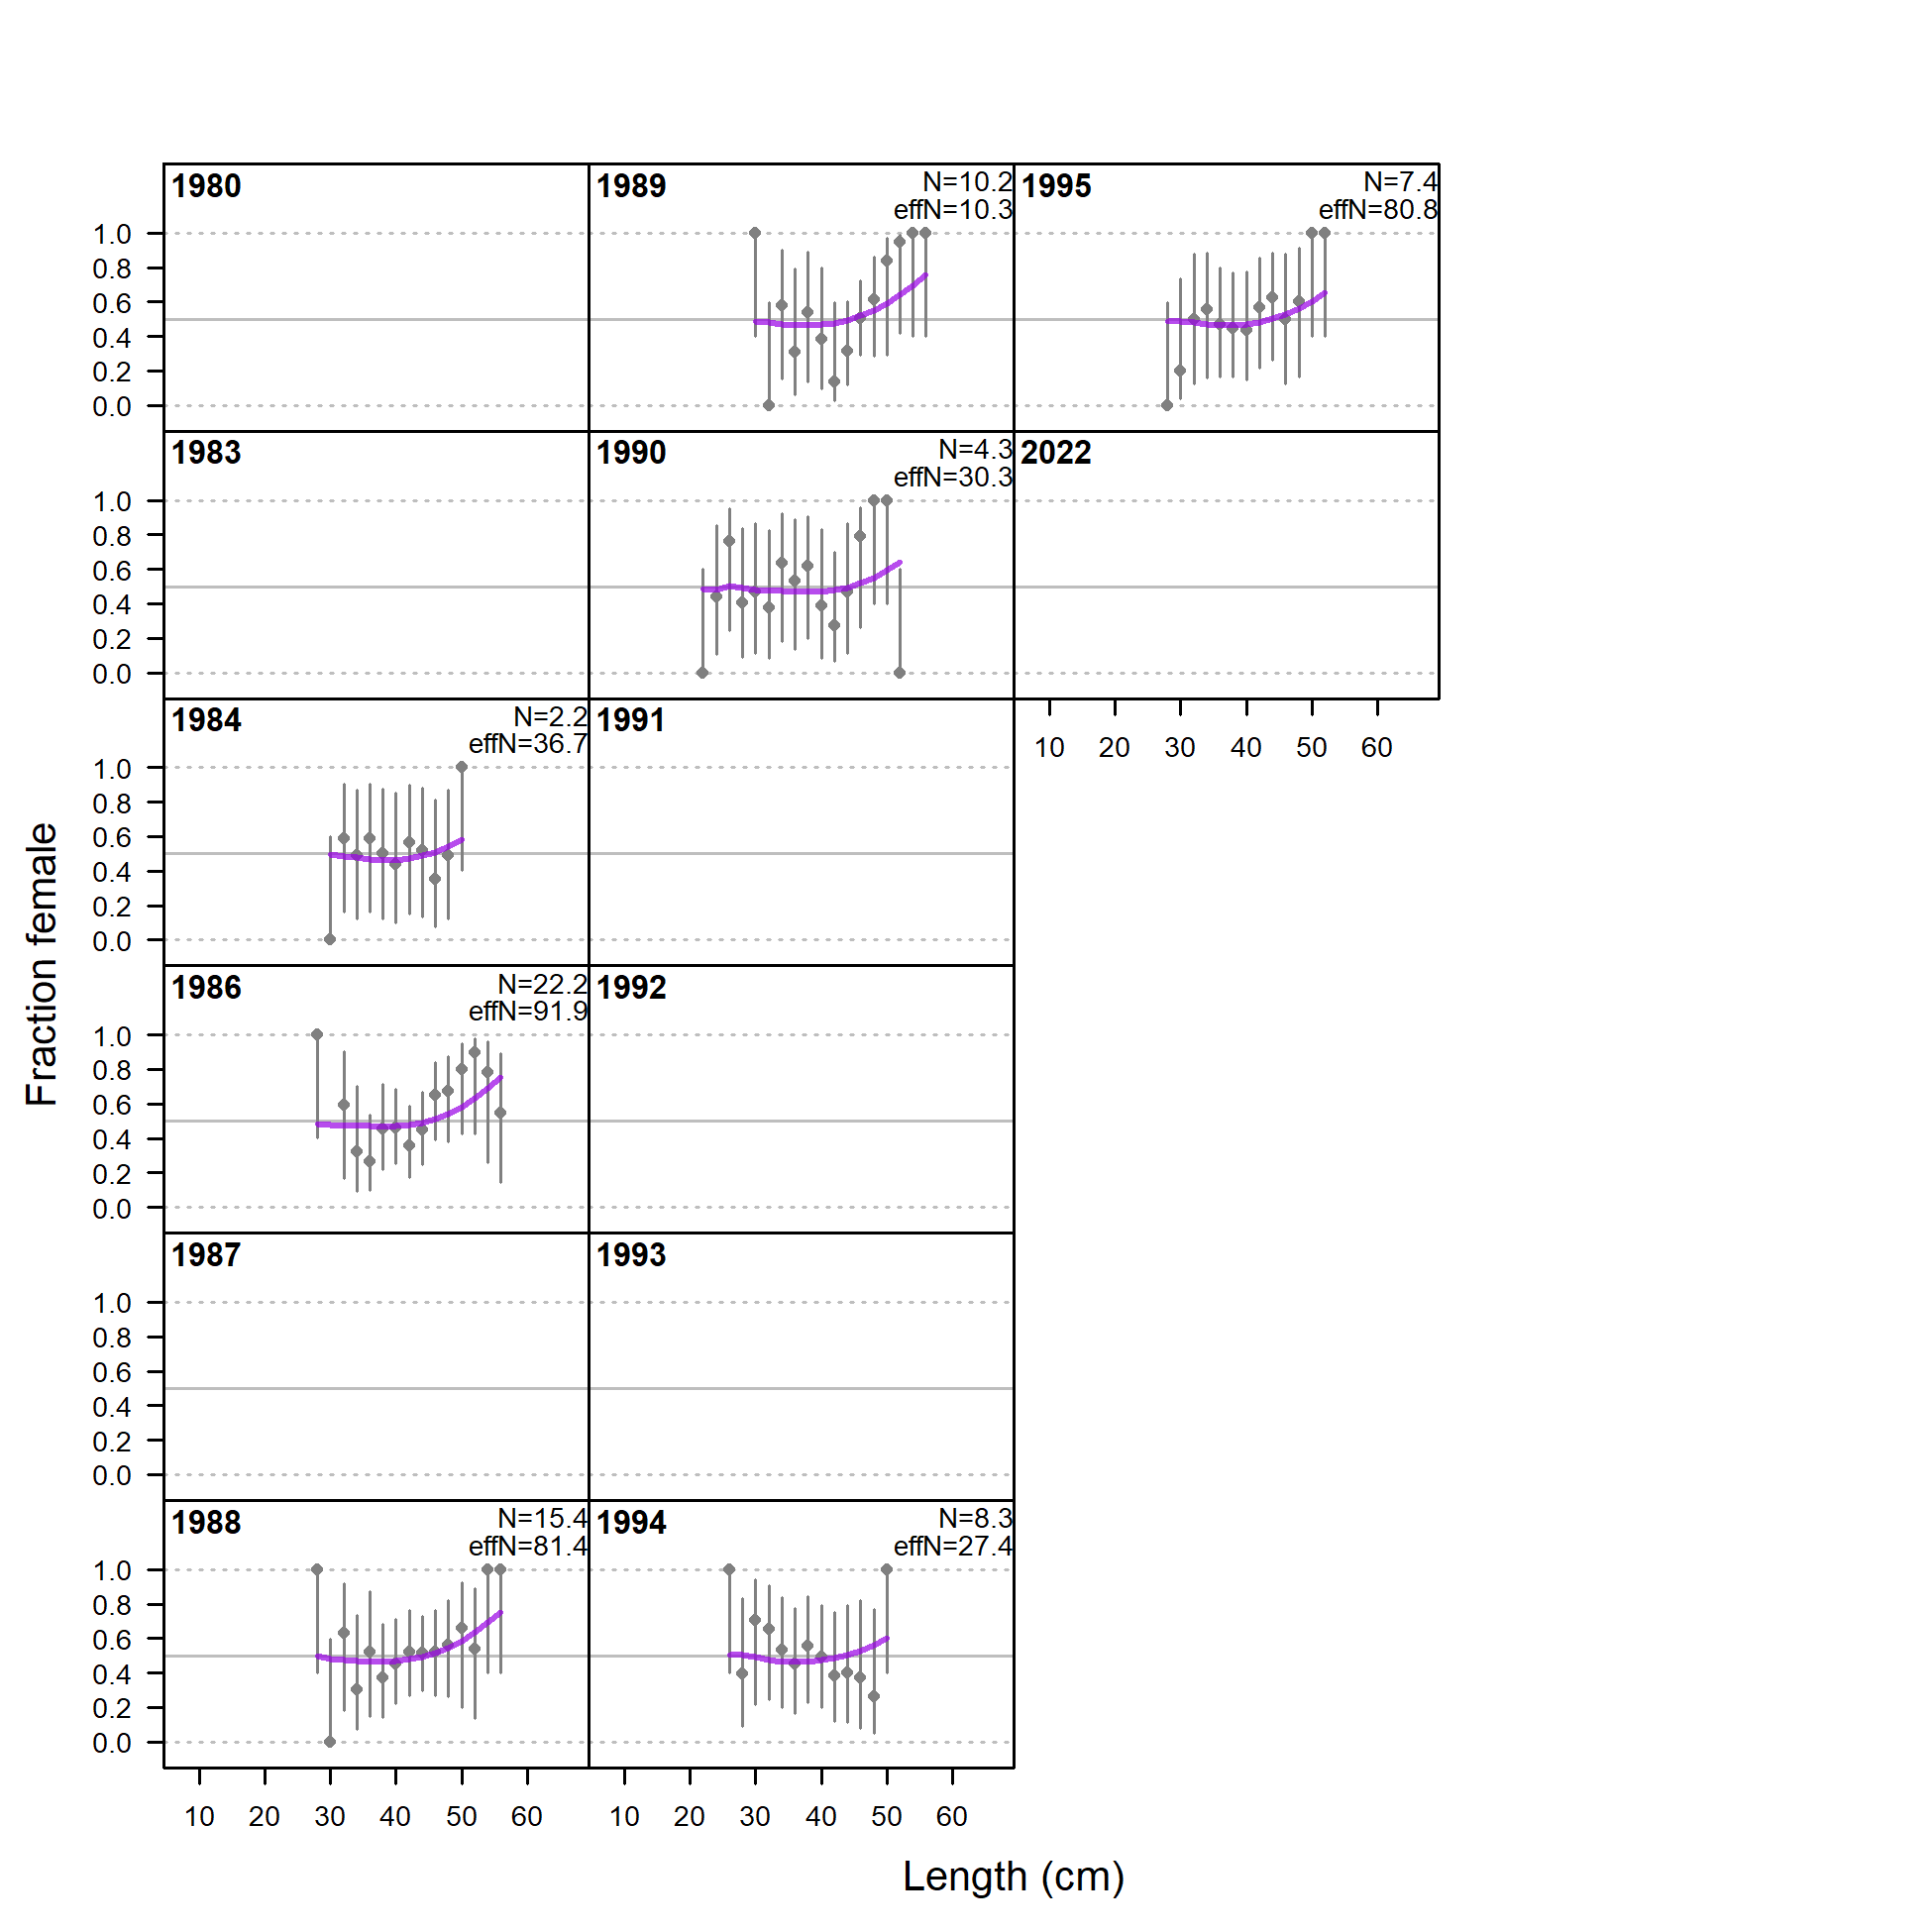 1980
1989
N=10.2
effN=10.3
1995
N=7.4
effN=80.8
1.0
0.8
0.6
0.4
0.2
0.0
1983
1990
N=4.3
effN=30.3
2022
1.0
0.8
0.6
0.4
0.2
0.0
10 20 30 40 50 60
1984
N=2.2
effN=36.7
1991
1.0
0.8
0.6
0.4
0.2
0.0
1986
N=22.2
effN=91.9
1992
1.0
0.8
0.6
0.4
0.2
0.0
1987
1993
1.0
0.8
0.6
0.4
0.2
0.0
1988
N=15.4
effN=81.4
1994
N=8.3
effN=27.4
1.0
0.8
0.6
0.4
0.2
0.0
10 20 30 40 50 60
10 20 30 40 50 60
Fraction female
Length (cm)